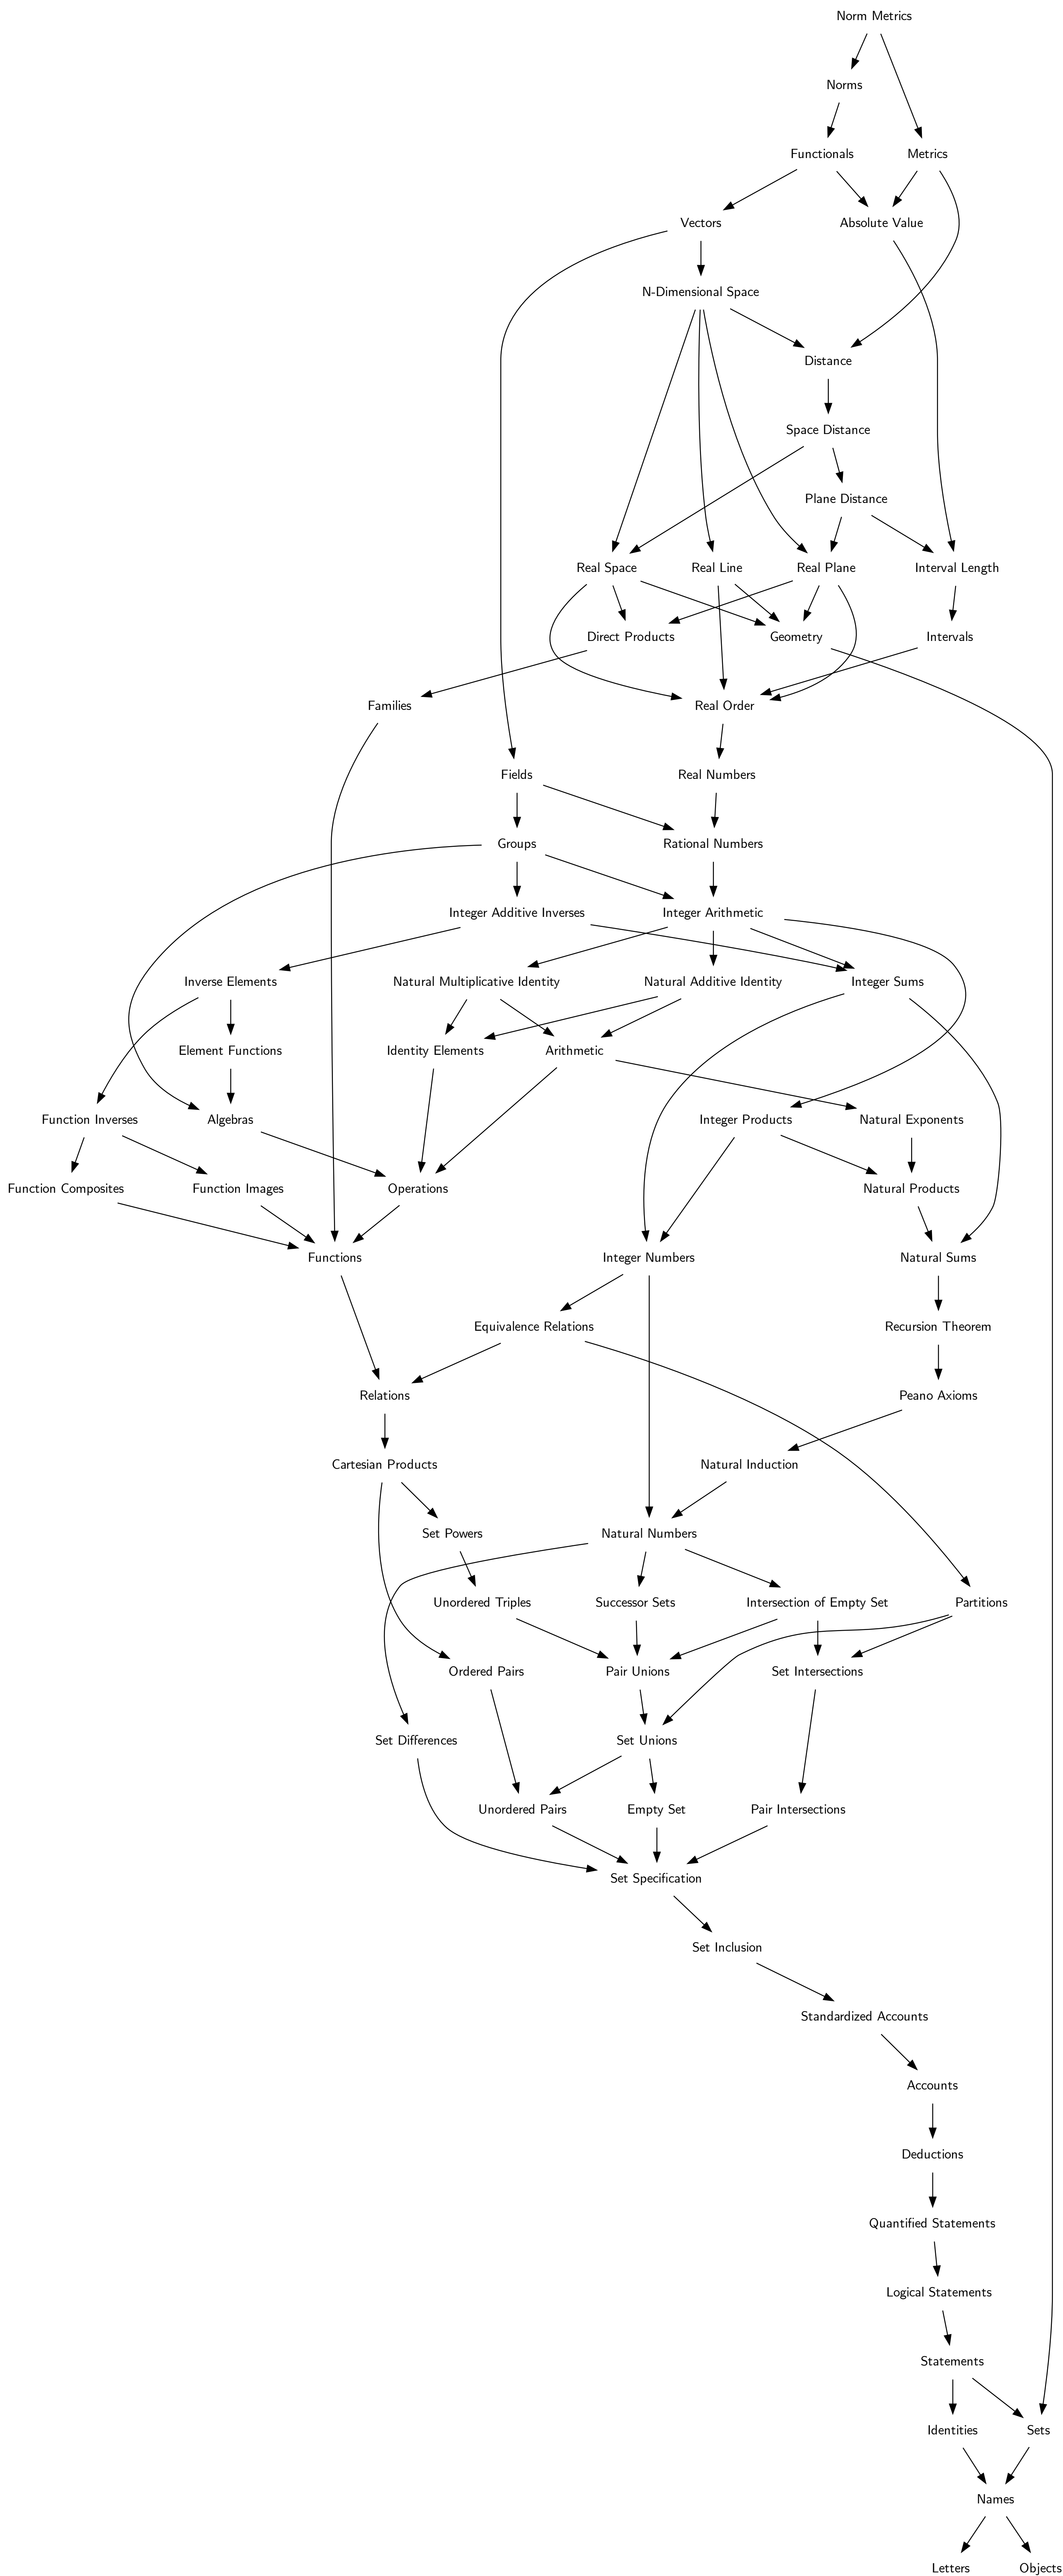 Norm Metrics
Norms
Functionals
Metrics
Vectors
Absolute Value
N-Dimensional Space
Distance
Space Distance
Plane Distance
Real Space
Real Line
Real Plane
Interval Length
Direct Products
Geometry
Intervals
Families
Real Order
Fields
Real Numbers
Groups
Rational Numbers
Integer Additive Inverses
Integer Arithmetic
Inverse Elements
Natural Multiplicative Identity
Natural Additive Identity
Integer Sums
Element Functions
Identity Elements
Arithmetic
Function Inverses
Algebras
Integer Products
Natural Exponents
Function Composites
Function Images
Operations
Natural Products
Functions
Integer Numbers
Natural Sums
Equivalence Relations
Recursion Theorem
Relations
Peano Axioms
Cartesian Products
Natural Induction
Set Powers
Natural Numbers
Unordered Triples
Successor Sets
Intersection of Empty Set
Partitions
Ordered Pairs
Pair Unions
Set Intersections
Set Differences
Set Unions
Unordered Pairs
Empty Set
Pair Intersections
Set Specification
Set Inclusion
Standardized Accounts
Accounts
Deductions
Quantified Statements
Logical Statements
Statements
Identities
Sets
Names
Letters
Objects